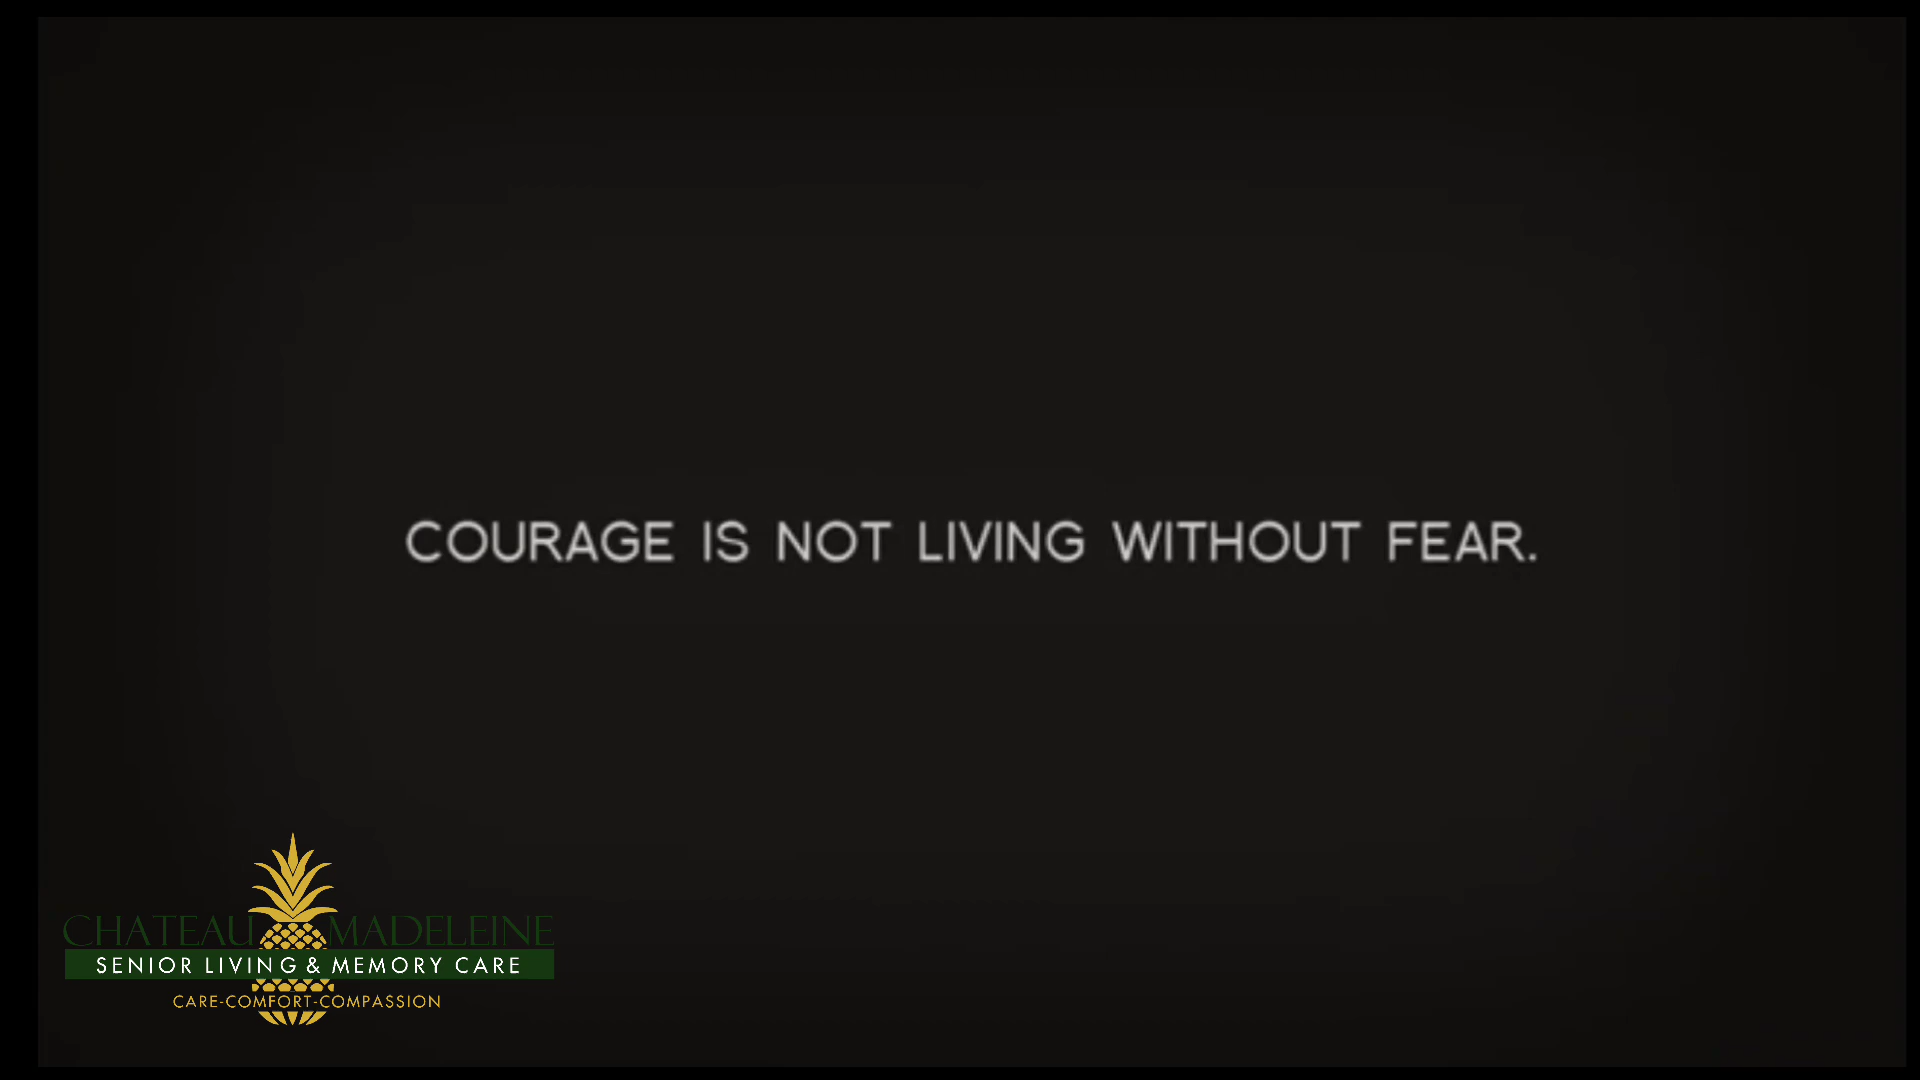 COURAGE IS NOT LIVING WITHOUT FEAR.
CHATEAU MADELEINE
SENIOR LIVING & MEMORY CARE
CARE-COMFORT-COMPASSION